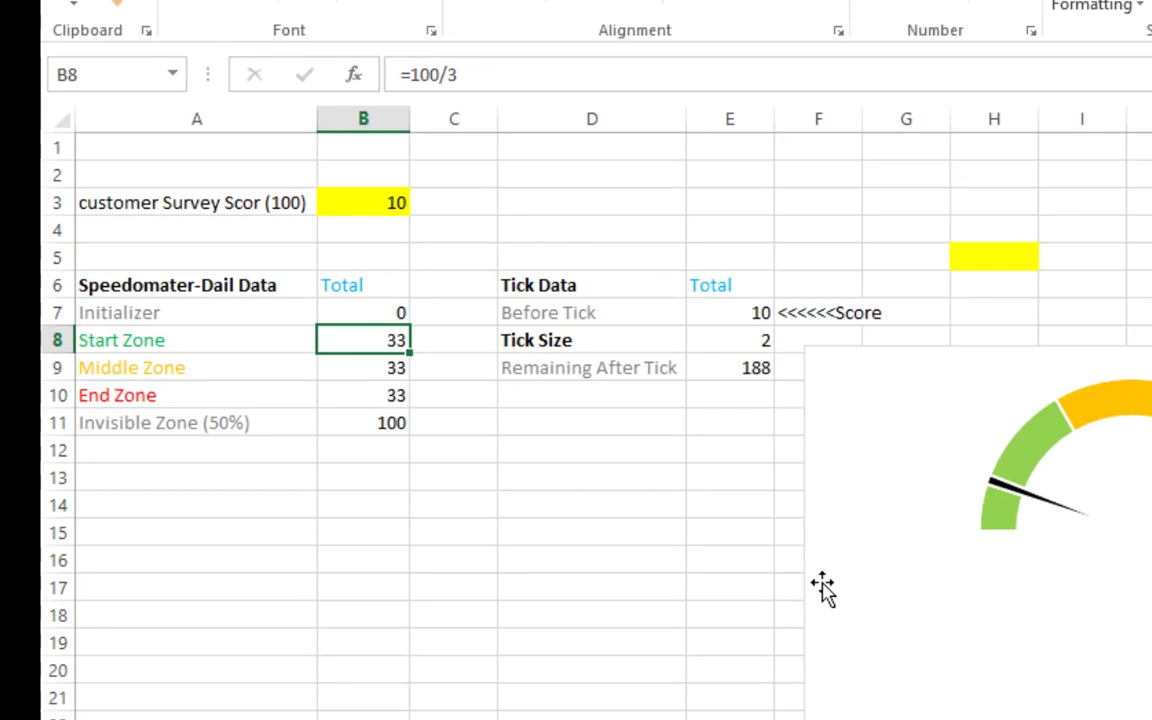 Formatting
Clipboard Font Alignment Number
B8 fx =100/3
A B C D E F G H I
1
2
3 customer Survey Scor (100) 10
4
5
6 Speedomater-Dail Data Total Tick Data Total
7 Initializer 0 Before Tick 10 <<<<<<Score
8 Start Zone 33 Tick Size 2
9 Middle Zone 33 Remaining After Tick 188
10 End Zone 33
11 Invisible Zone (50%) 100
12
13
14
15
16
17
18
19
20
21